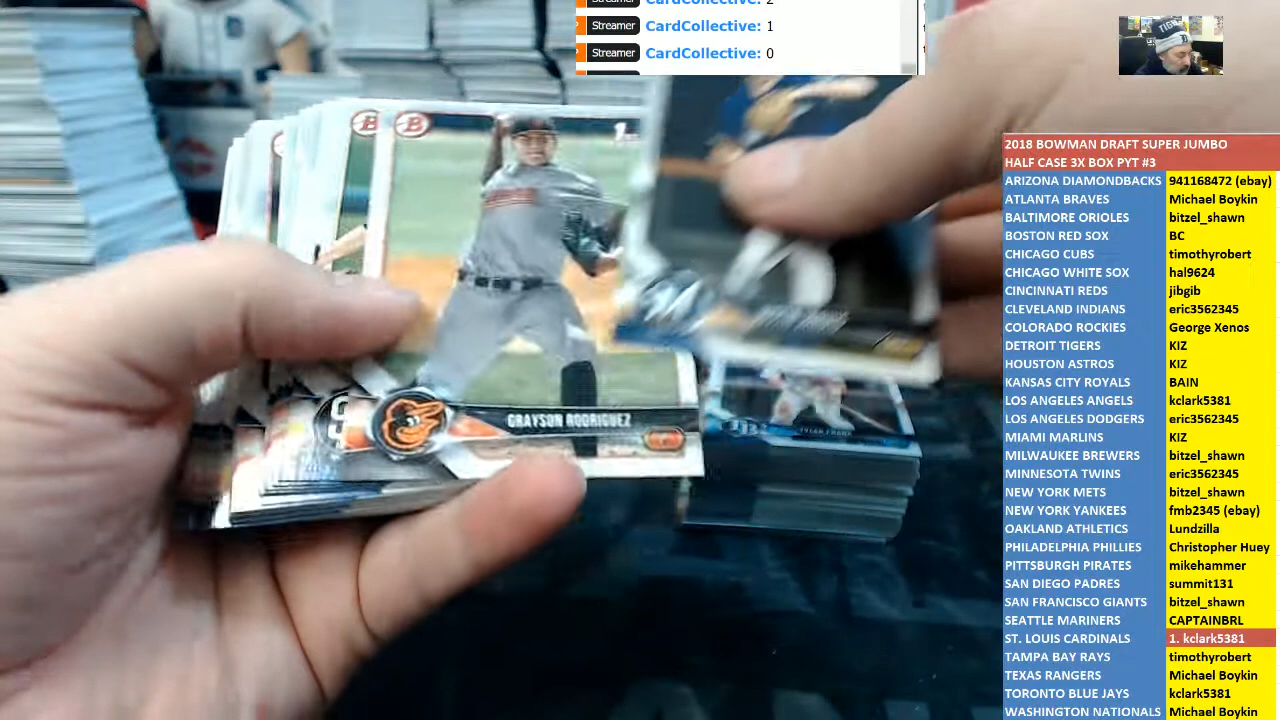 CardCollective: 2
Streamer CardCollective: 1
Streamer CardCollective: 0
1st
GRAYSON RODRIGUEZ
TYLER FRANK
2018 BOWMAN DRAFT SUPER JUMBO
HALF CASE 3X BOX PYT #3
ARIZONA DIAMONDBACKS 941168472 (ebay)
ATLANTA BRAVES Michael Boykin
BALTIMORE ORIOLES bitzel_shawn
BOSTON RED SOX BC
CHICAGO CUBS timothyrobert
CHICAGO WHITE SOX hal9624
CINCINNATI REDS jibgib
CLEVELAND INDIANS eric3562345
COLORADO ROCKIES George Xenos
DETROIT TIGERS KIZ
HOUSTON ASTROS KIZ
KANSAS CITY ROYALS BAIN
LOS ANGELES ANGELS kclark5381
LOS ANGELES DODGERS eric3562345
MIAMI MARLINS KIZ
MILWAUKEE BREWERS bitzel_shawn
MINNESOTA TWINS eric3562345
NEW YORK METS bitzel_shawn
NEW YORK YANKEES fmb2345 (ebay)
OAKLAND ATHLETICS Lundzilla
PHILADELPHIA PHILLIES Christopher Huey
PITTSBURGH PIRATES mikehammer
SAN DIEGO PADRES summit131
SAN FRANCISCO GIANTS bitzel_shawn
SEATTLE MARINERS CAPTAINBRL
ST. LOUIS CARDINALS 1. kclark5381
TAMPA BAY RAYS timothyrobert
TEXAS RANGERS Michael Boykin
TORONTO BLUE JAYS kclark5381
WASHINGTON NATIONALS Michael Boykin